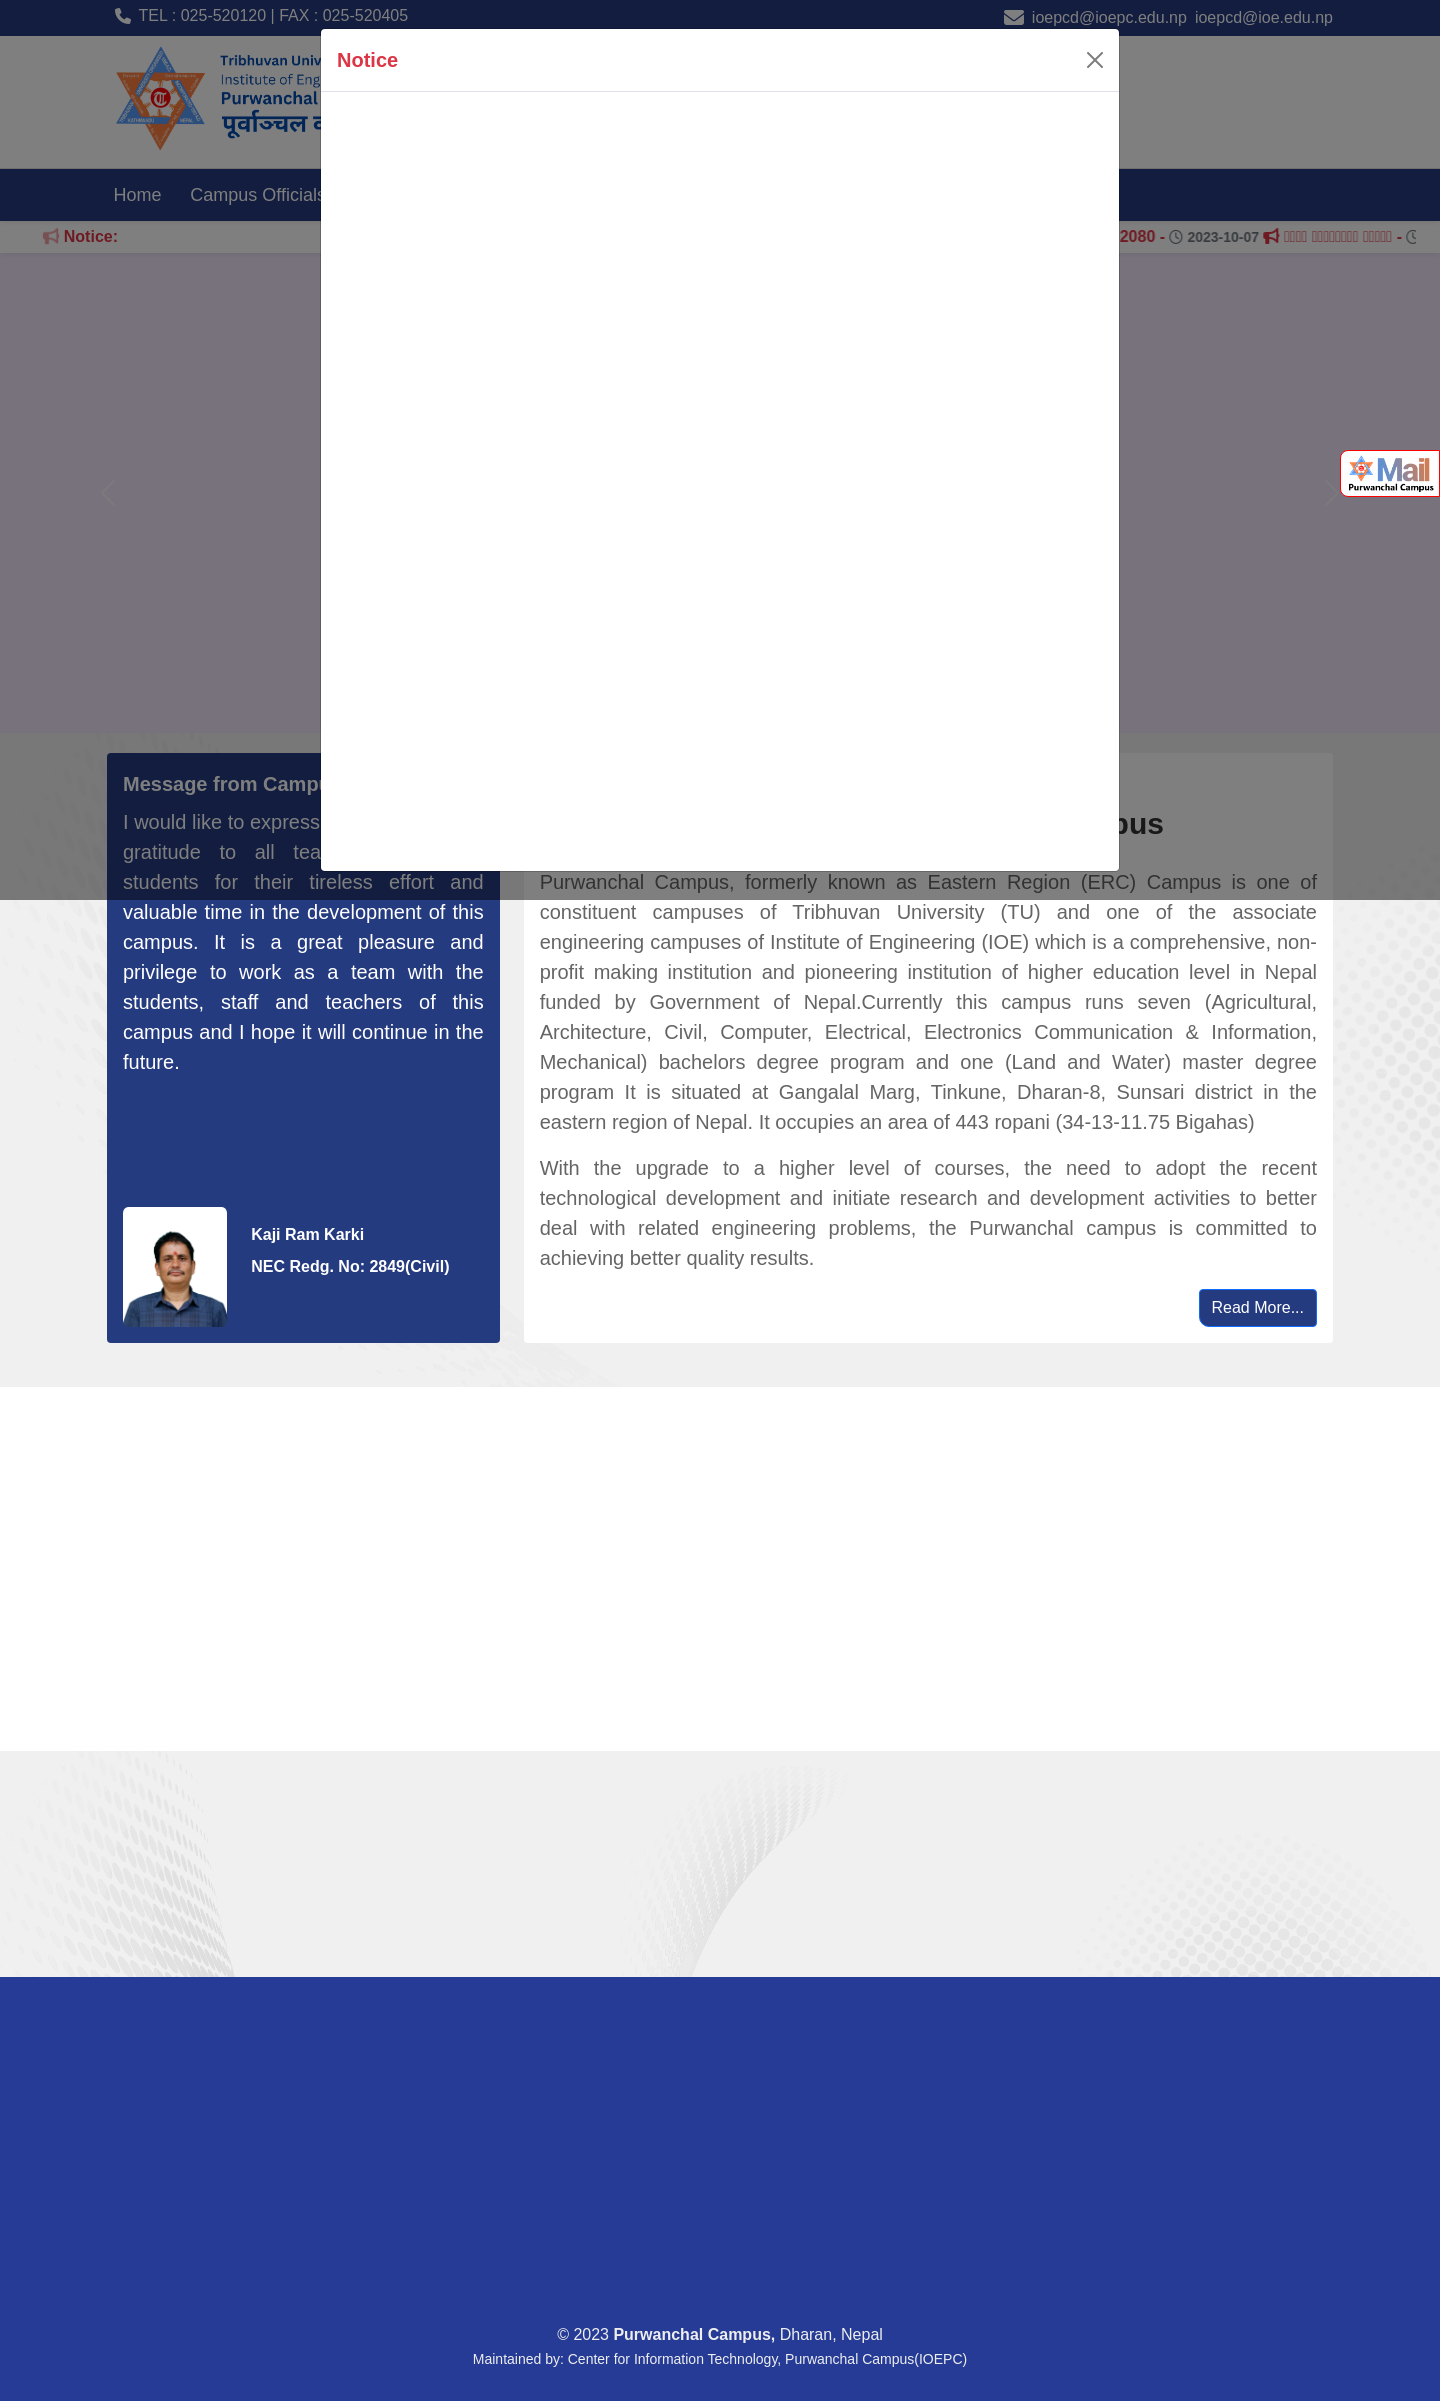 TEL : 025-520120 | FAX : 025-520405
ioepcd@ioepc.edu.np ioepcd@ioe.edu.np
Notice
Tribhuvan
Institute of
Purwanchal
पूर्वाञ्चल
Home Campus Officials
Notice:
2080 - 2023-10-07
-
Mail
Purwanchal Campus
Message from
I would like to express
gratitude to all
students for their tireless effort and
valuable time in the development of this
campus. It is a great pleasure and
privilege to work as a team with the
students, staff and teachers of this
campus and I hope it will continue in the
future.
Kaji Ram Karki
NEC Redg. No: 2849(Civil)
Purwanchal Campus, formerly known as Eastern Region (ERC) Campus is one of
constituent campuses of Tribhuvan University (TU) and one of the associate
engineering campuses of Institute of Engineering (IOE) which is a comprehensive, non-
profit making institution and pioneering institution of higher education level in Nepal
funded by Government of Nepal.Currently this campus runs seven (Agricultural,
Architecture, Civil, Computer, Electrical, Electronics Communication & Information,
Mechanical) bachelors degree program and one (Land and Water) master degree
program It is situated at Gangalal Marg, Tinkune, Dharan-8, Sunsari district in the
eastern region of Nepal. It occupies an area of 443 ropani (34-13-11.75 Bigahas)
With the upgrade to a higher level of courses, the need to adopt the recent
technological development and initiate research and development activities to better
deal with related engineering problems, the Purwanchal campus is committed to
achieving better quality results.
Read More...
© 2023 Purwanchal Campus, Dharan, Nepal
Maintained by: Center for Information Technology, Purwanchal Campus(IOEPC)